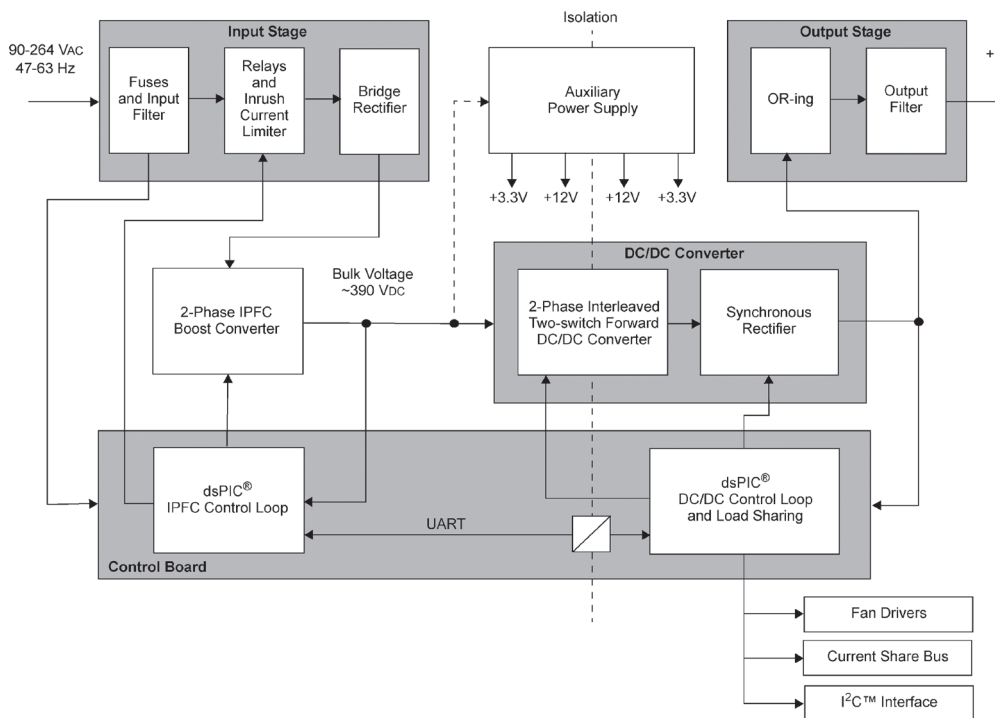 Isolation
Input Stage
Output Stage
90-264 VAC
47-63 Hz
Fuses
and Input
Filter
Relays
and
Inrush
Current
Limiter
Bridge
Rectifier
Auxiliary
Power Supply
OR-ing
Output
Filter
+
+3.3V
+12V
+12V
+3.3V
DC/DC Converter
Bulk Voltage
~390 VDC
2-Phase IPFC
Boost Converter
2-Phase Interleaved
Two-switch Forward
DC/DC Converter
Synchronous
Rectifier
dsPIC®
IPFC Control Loop
UART
dsPIC®
DC/DC Control Loop
and Load Sharing
Control Board
Fan Drivers
Current Share Bus
I²C™ Interface